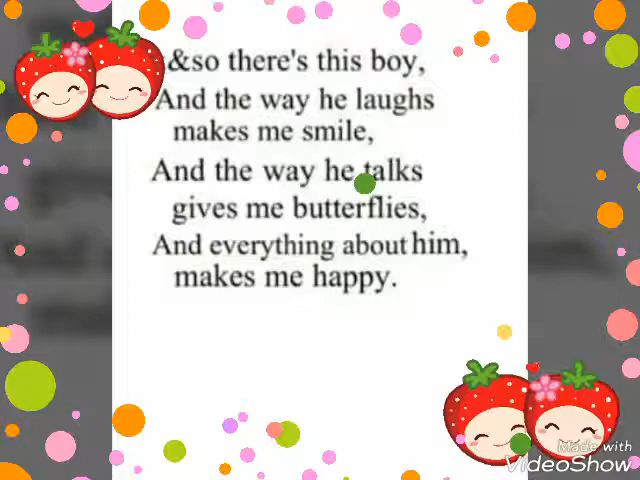 &so there's this boy,
And the way he laughs
makes me smile,
And the way he talks
gives me butterflies,
And everything about him,
makes me happy.
Made with
VideoShow